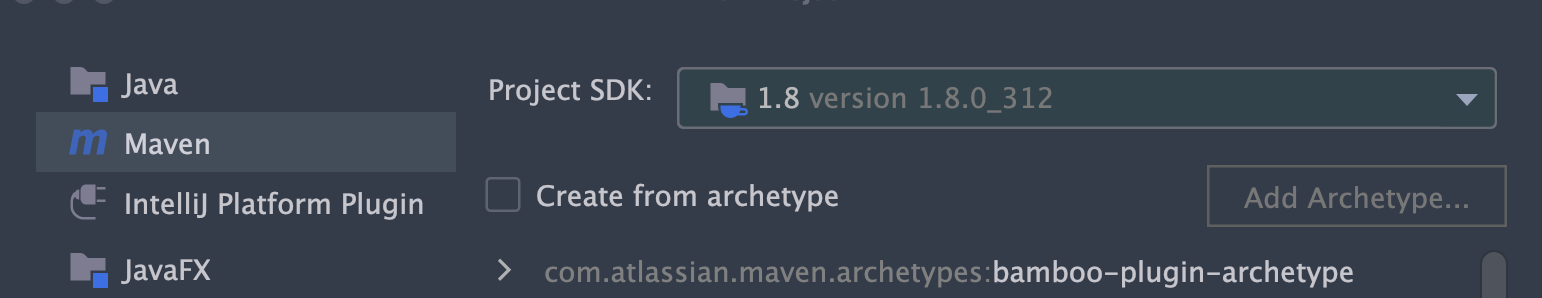 Java
Maven
IntelliJ Platform Plugin
JavaFX
Project SDK:
1.8 version 1.8.0_312
Create from archetype
Add Archetype...
com.atlassian.maven.archetypes:bamboo-plugin-archetype